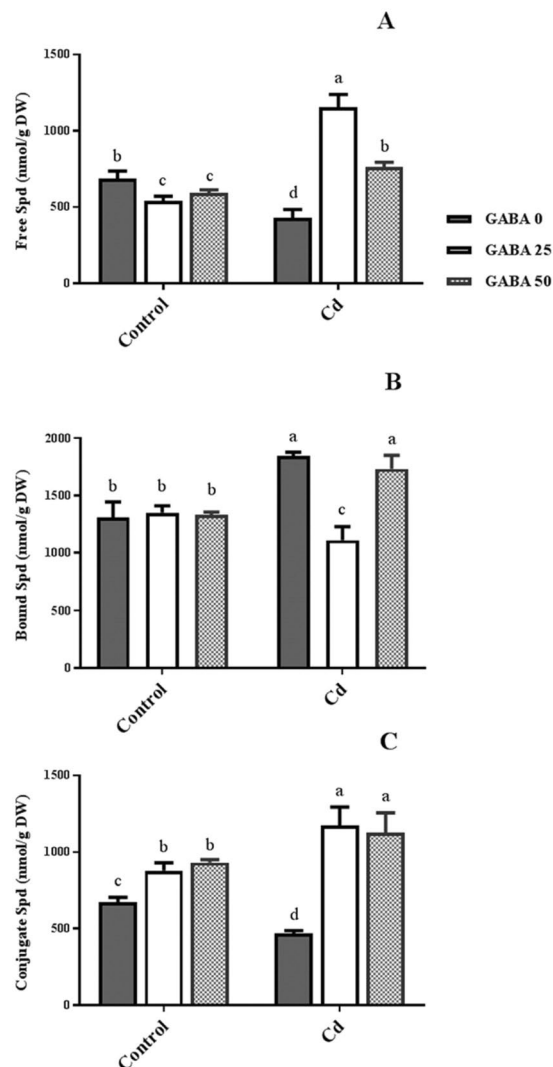 A
Free Spd (nmol/g DW)
1500
1000
500
0
b
c
c
d
a
b
Control
Cd
GABA 0
GABA 25
GABA 50
B
Bound Spd (nmol/g DW)
2000
1500
1000
500
0
b
b
b
a
c
a
Control
Cd
C
Conjugate Spd (nmol/g DW)
1500
1000
500
0
c
b
b
d
a
a
Control
Cd